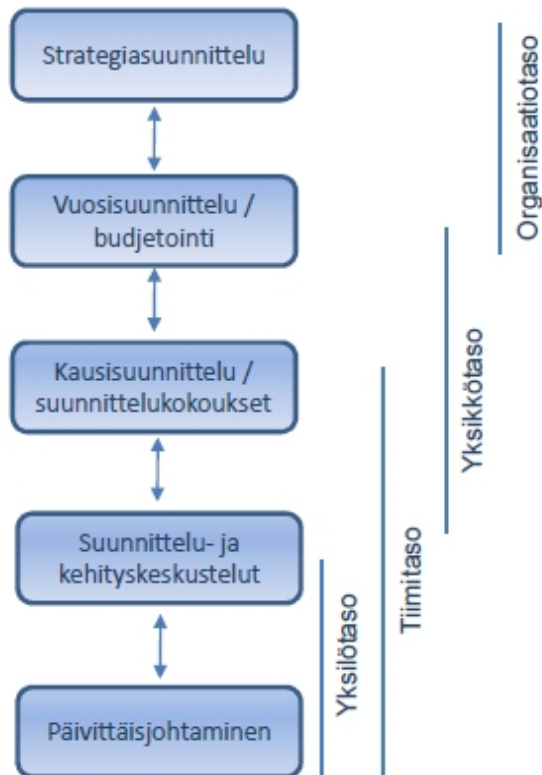 Strategiasuunnittelu
Vuosisuunnittelu /
budjetointi
Kausisuunnittelu /
suunnittelukokoukset
Suunnittelu- ja
kehityskeskustelut
Päivittäisjohtaminen
Yksilötaso
Tiimitaso
Yksikkötaso
Organisaatiotaso